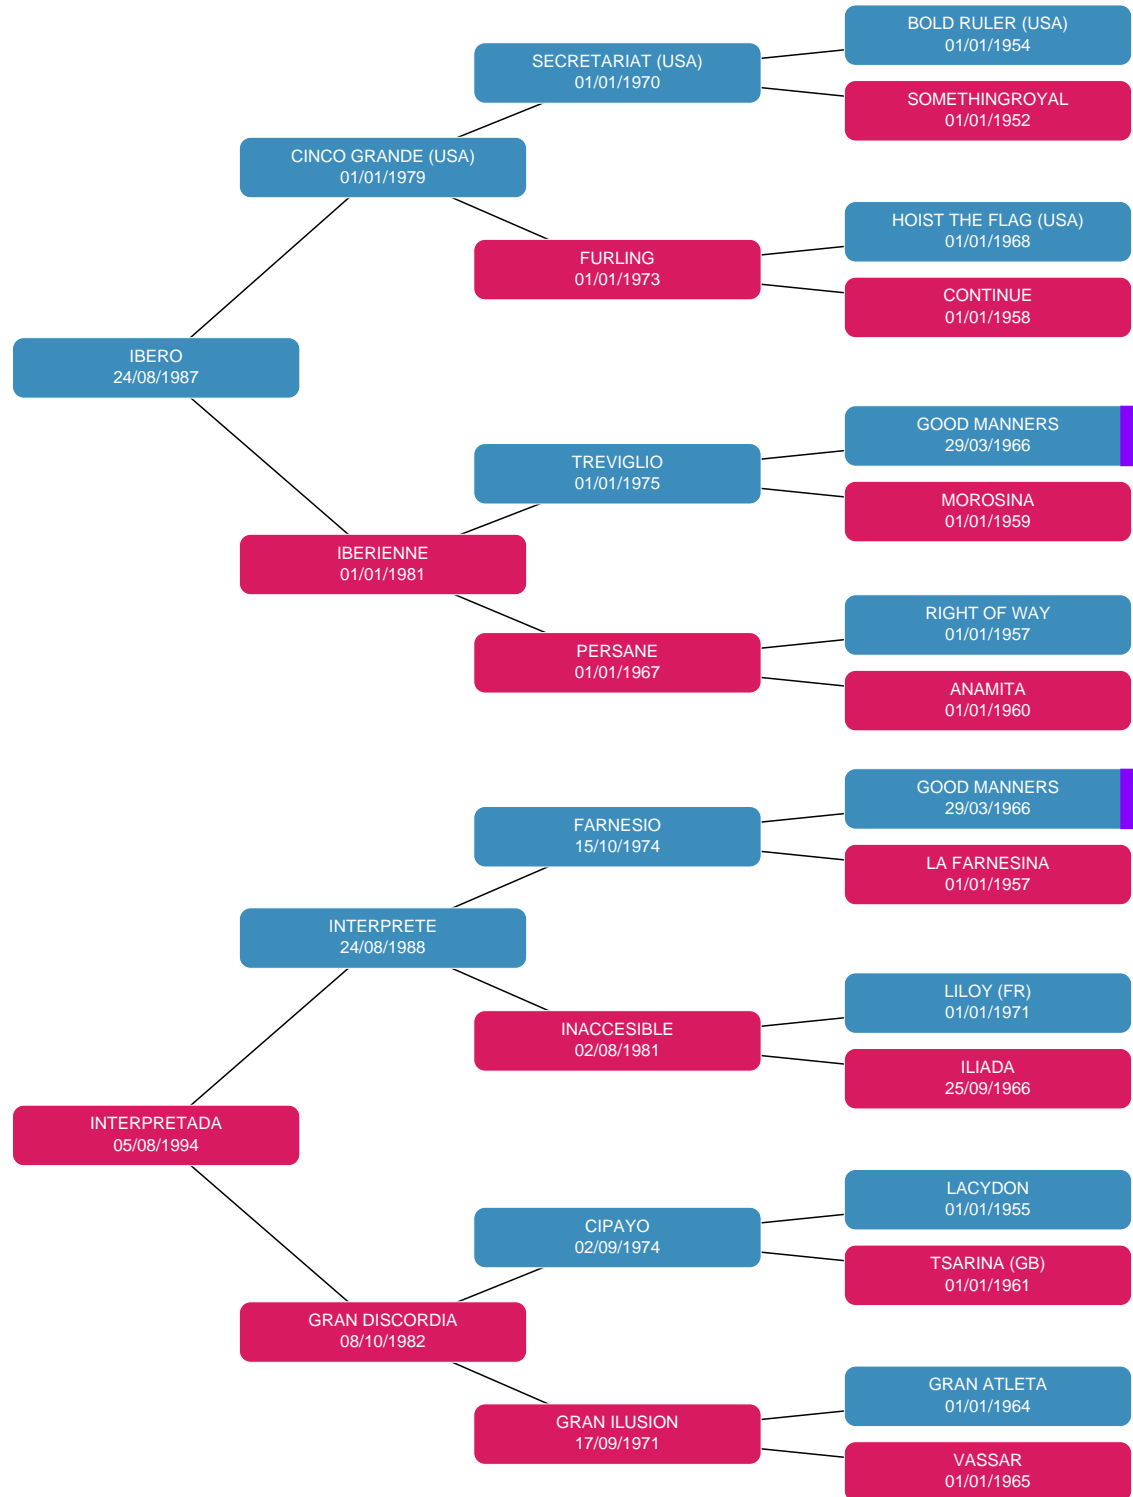 BOLD RULER (USA)
01/01/1954
SECRETARIAT (USA)
01/01/1970
SOMETHINGROYAL
01/01/1952
CINCO GRANDE (USA)
01/01/1979
HOIST THE FLAG (USA)
01/01/1968
FURLING
01/01/1973
CONTINUE
01/01/1958
IBERO
24/08/1987
GOOD MANNERS
29/03/1966
TREVIGLIO
01/01/1975
MOROSINA
01/01/1959
IBERIENNE
01/01/1981
RIGHT OF WAY
01/01/1957
PERSANE
01/01/1967
ANAMITA
01/01/1960
GOOD MANNERS
29/03/1966
FARNESIO
15/10/1974
LA FARNESINA
01/01/1957
INTERPRETE
24/08/1988
LILOY (FR)
01/01/1971
INACCESIBLE
02/08/1981
ILIADA
25/09/1966
INTERPRETADA
05/08/1994
LACYDON
01/01/1955
CIPAYO
02/09/1974
TSARINA (GB)
01/01/1961
GRAN DISCORDIA
08/10/1982
GRAN ATLETA
01/01/1964
GRAN ILUSION
17/09/1971
VASSAR
01/01/1965